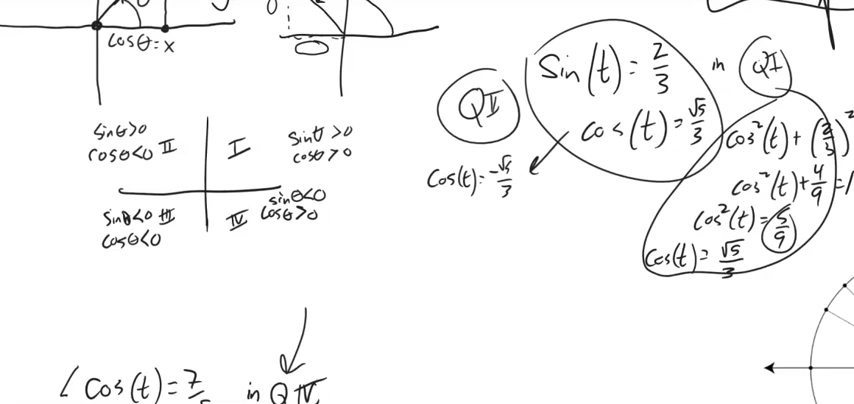 cosθ=x
sinθ>0
cosθ<0 II
I
sinθ >0
cosθ>0
sinθ<0 III
cosθ<0
IV
sinθ<0
cosθ>0
QII
Sin(t)=2/3
in QI
cos(t)=√5/3
cos(t)=-√5/3
cos²(t)+(2/3)²
cos²(t)+4/9=1
cos²(t)=5/9
cos(t)=√5/3
cos(t)=7/
in QIV